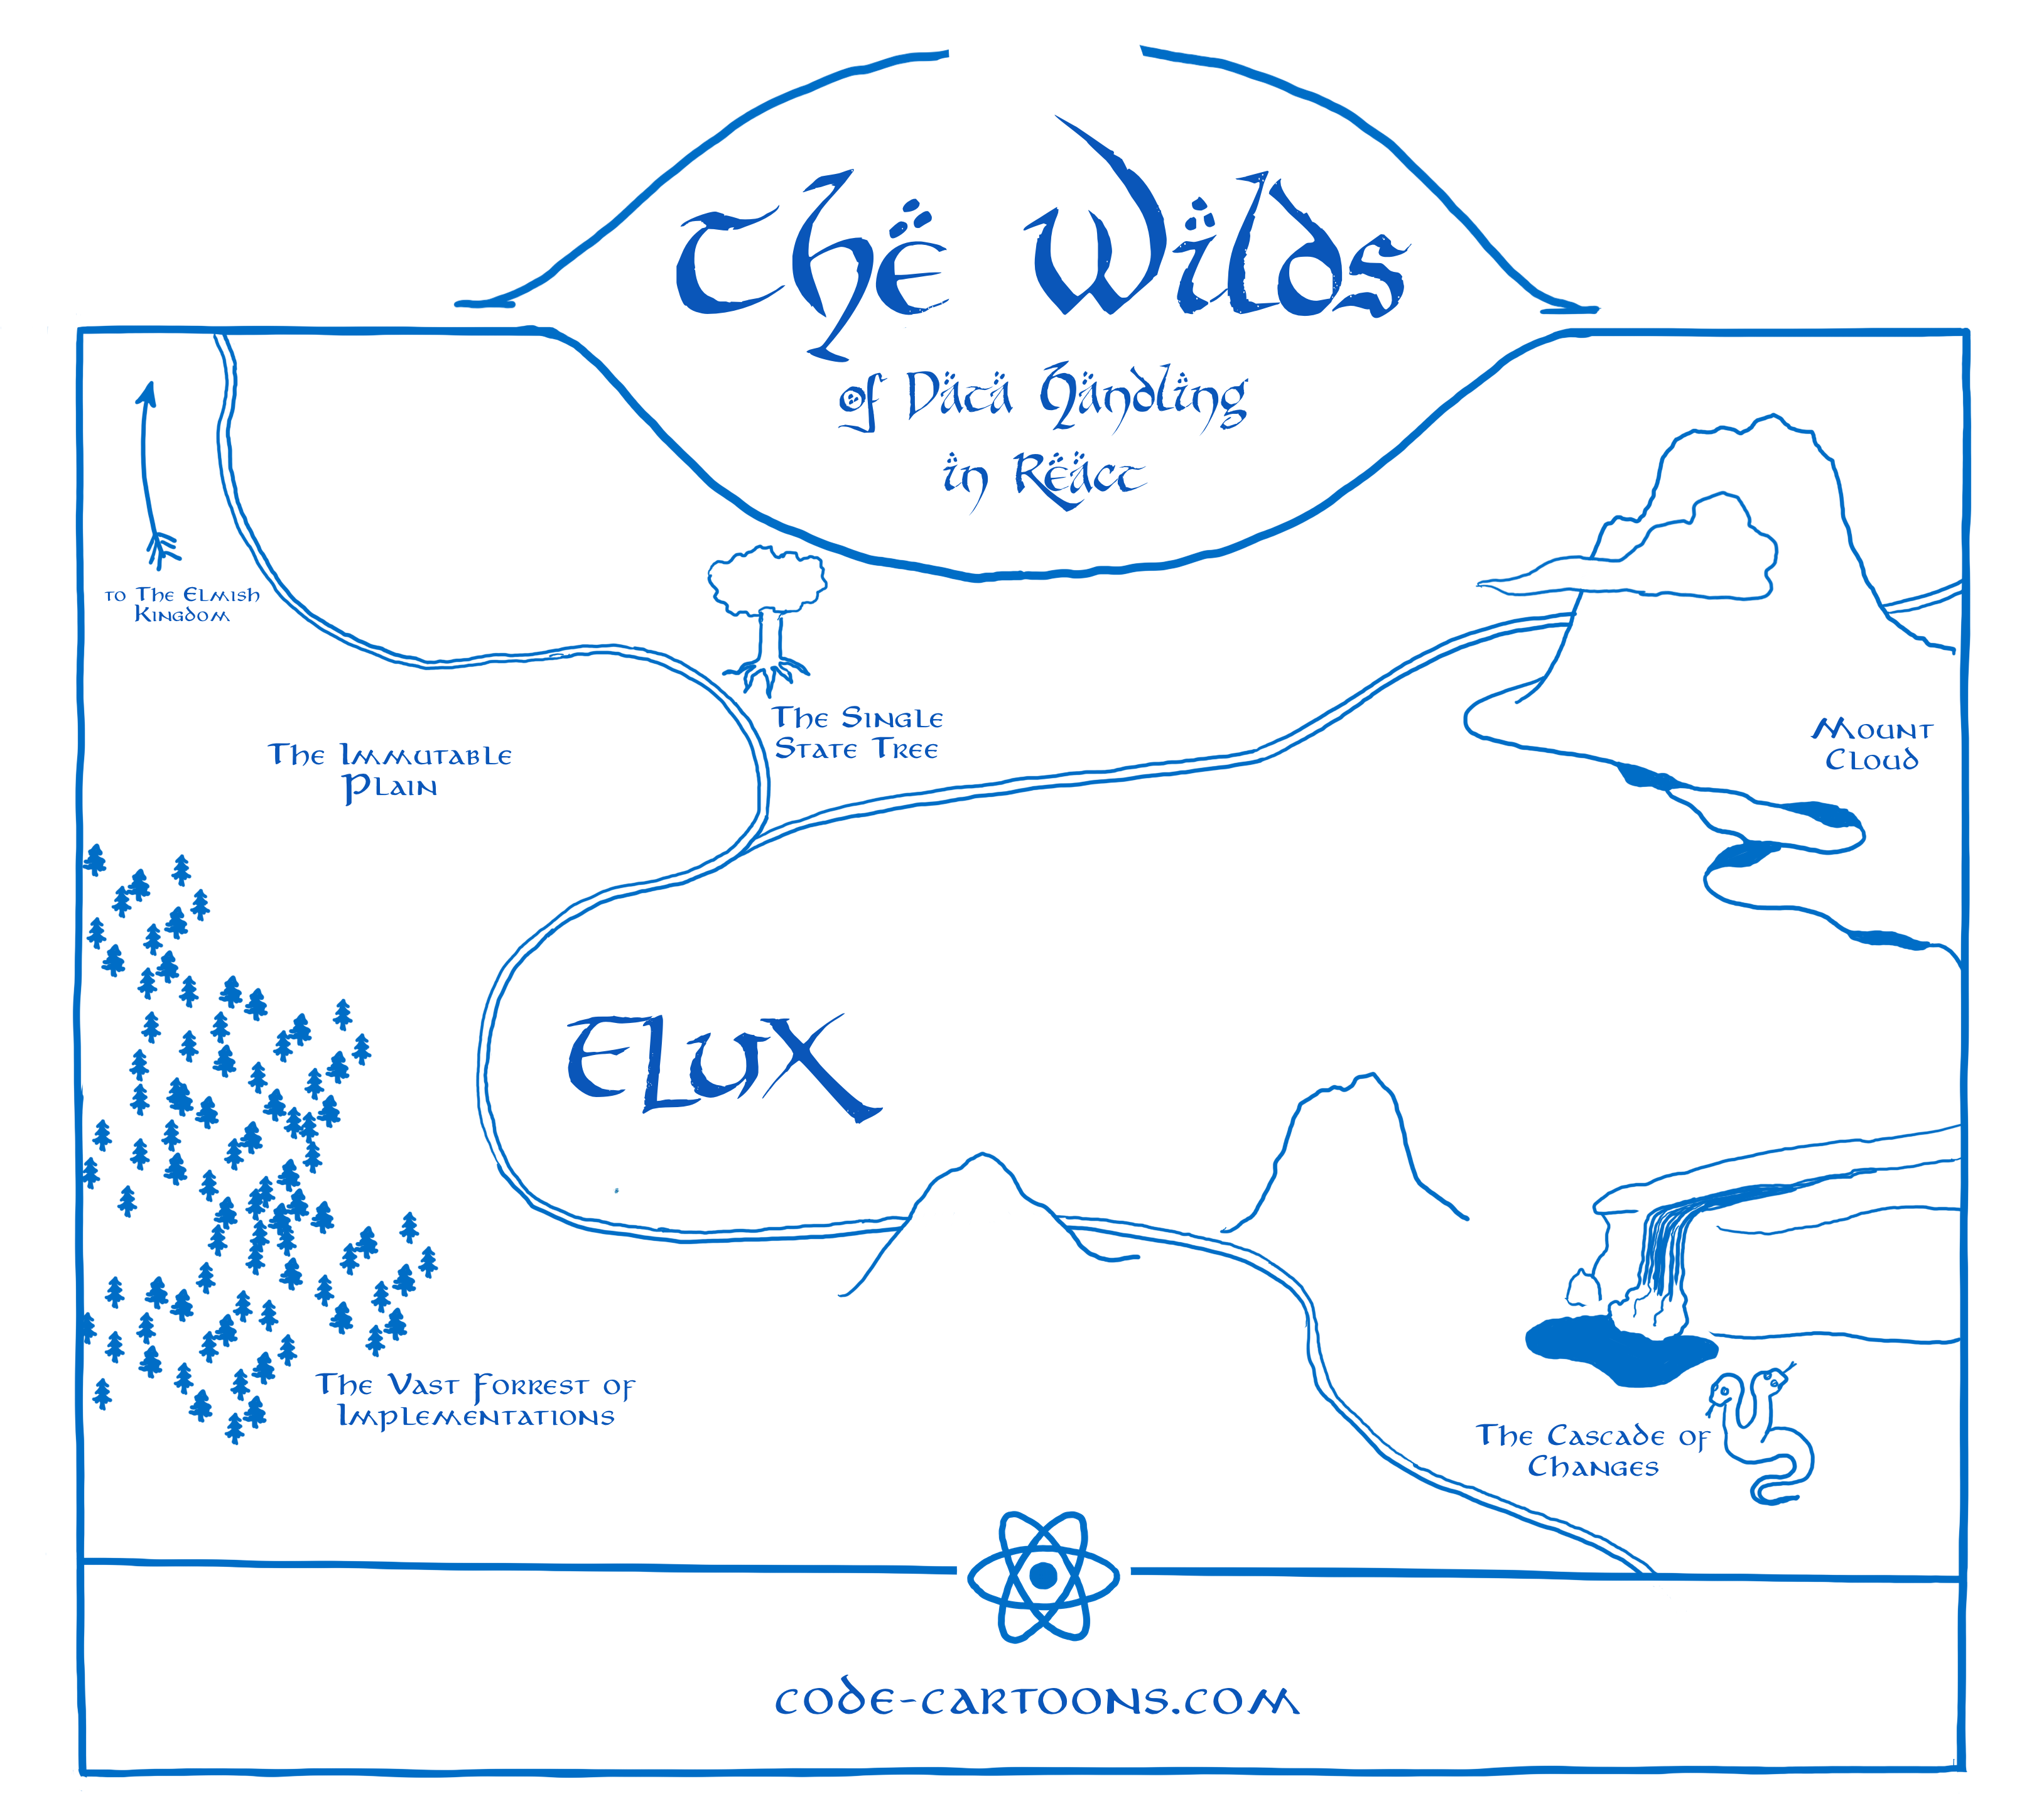 The Wilds
of Data Handling
in React
to The Elmish
Kingdom
The Single
State Tree
The Immutable
Plain
Mount
Cloud
Elux
The Vast Forrest of
Implementations
The Cascade of
Changes
code-cartoons.com